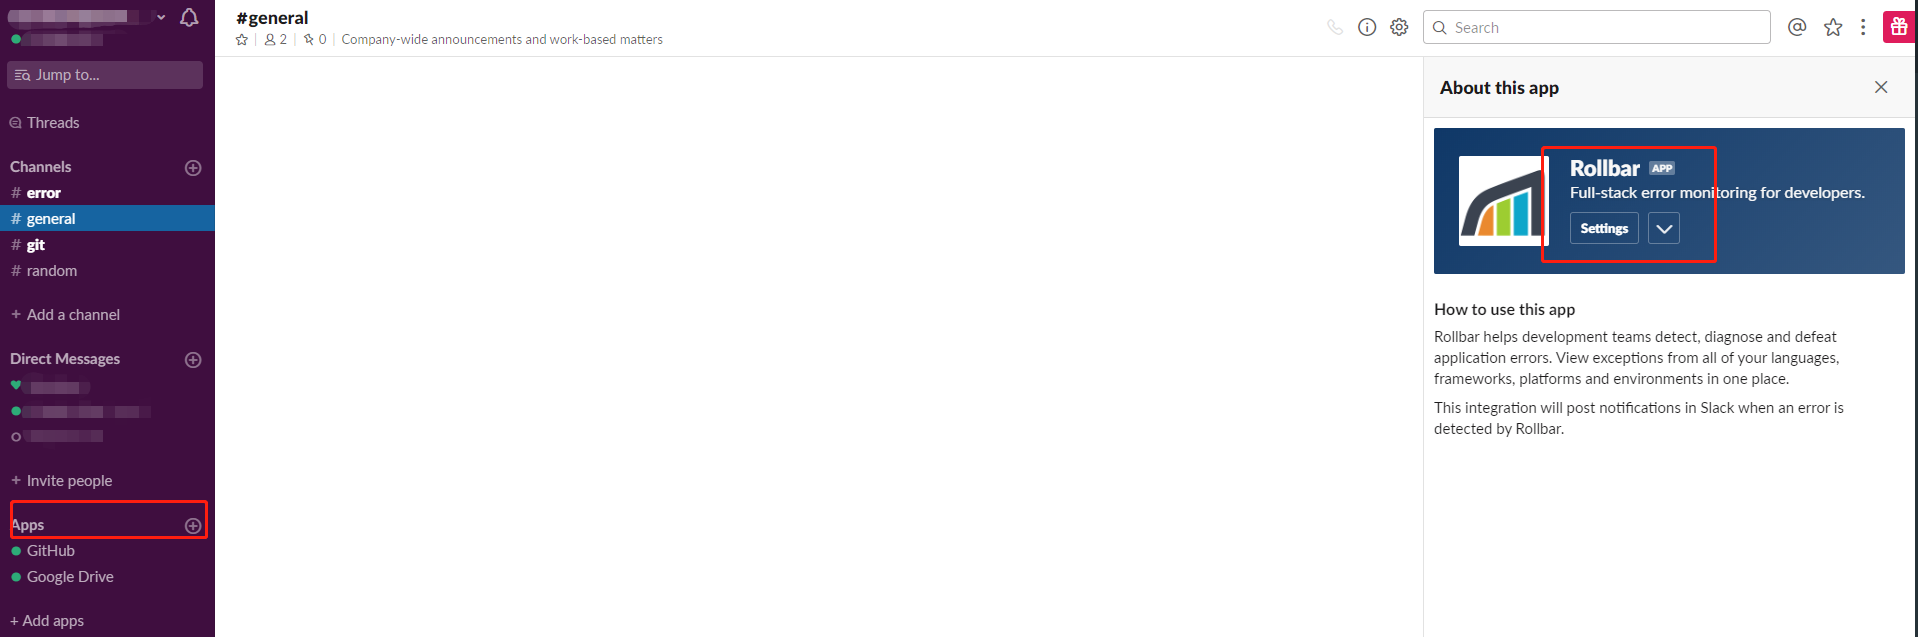 Jump to...
Threads
Channels
# error
# general
# git
# random
+ Add a channel
Direct Messages
+ Invite people
Apps
GitHub
Google Drive
+ Add apps
#general
2 | 0 | Company-wide announcements and work-based matters
Search
About this app
Rollbar APP
Full-stack error monitoring for developers.
Settings
How to use this app
Rollbar helps development teams detect, diagnose and defeat
application errors. View exceptions from all of your languages,
frameworks, platforms and environments in one place.
This integration will post notifications in Slack when an error is
detected by Rollbar.